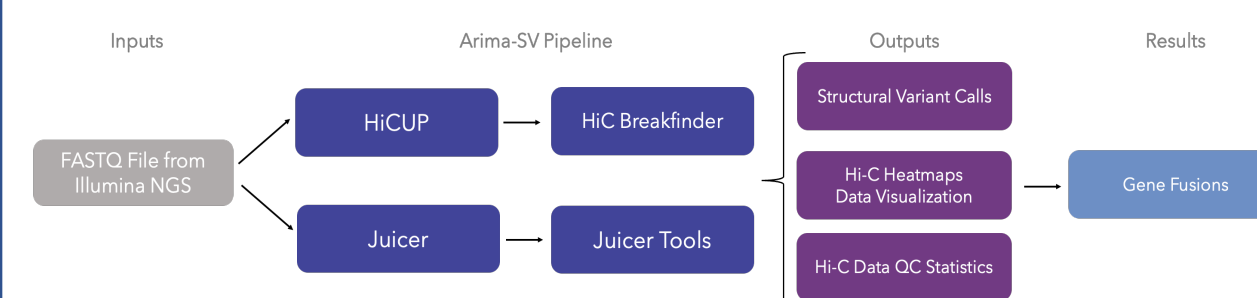 Inputs
Arima-SV Pipeline
Outputs
Results
FASTQ File from
Illumina NGS
HiCUP
HiC Breakfinder
Juicer
Juicer Tools
Structural Variant Calls
Hi-C Heatmaps
Data Visualization
Hi-C Data QC Statistics
Gene Fusions